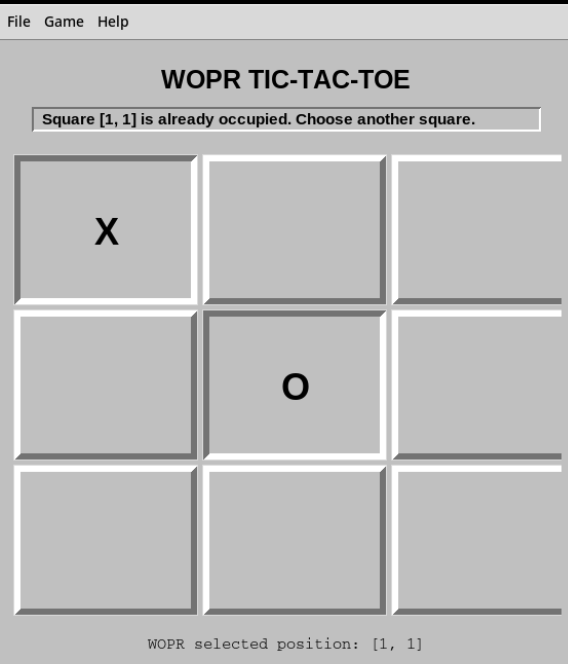 File Game Help
WOPR TIC-TAC-TOE
Square [1, 1] is already occupied. Choose another square.
X
O
WOPR selected position: [1, 1]